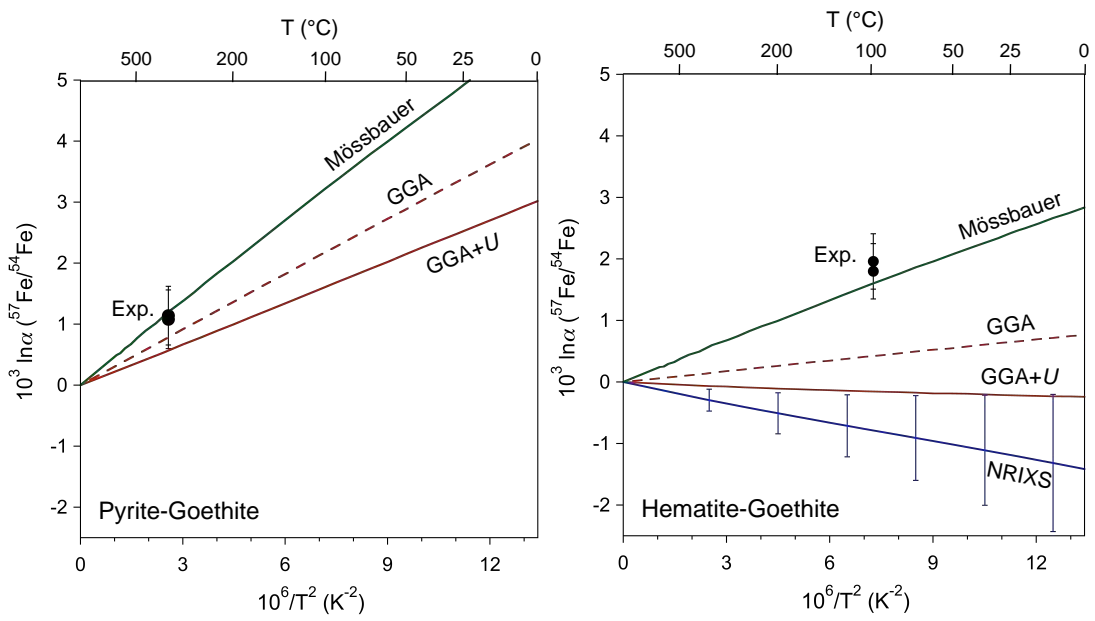 T (°C)
500 200 100 50 25 0
5
4
3
2
1
0
-1
-2
10³ lnα (⁵⁷Fe/⁵⁴Fe)
Mössbauer
GGA
GGA+U
Exp.
Pyrite-Goethite
0 3 6 9 12
10⁶/T² (K⁻²)
T (°C)
500 200 100 50 25 0
5
4
3
2
1
0
-1
-2
10³ lnα (⁵⁷Fe/⁵⁴Fe)
Mössbauer
Exp.
GGA
GGA+U
NRIXS
Hematite-Goethite
0 3 6 9 12
10⁶/T² (K⁻²)